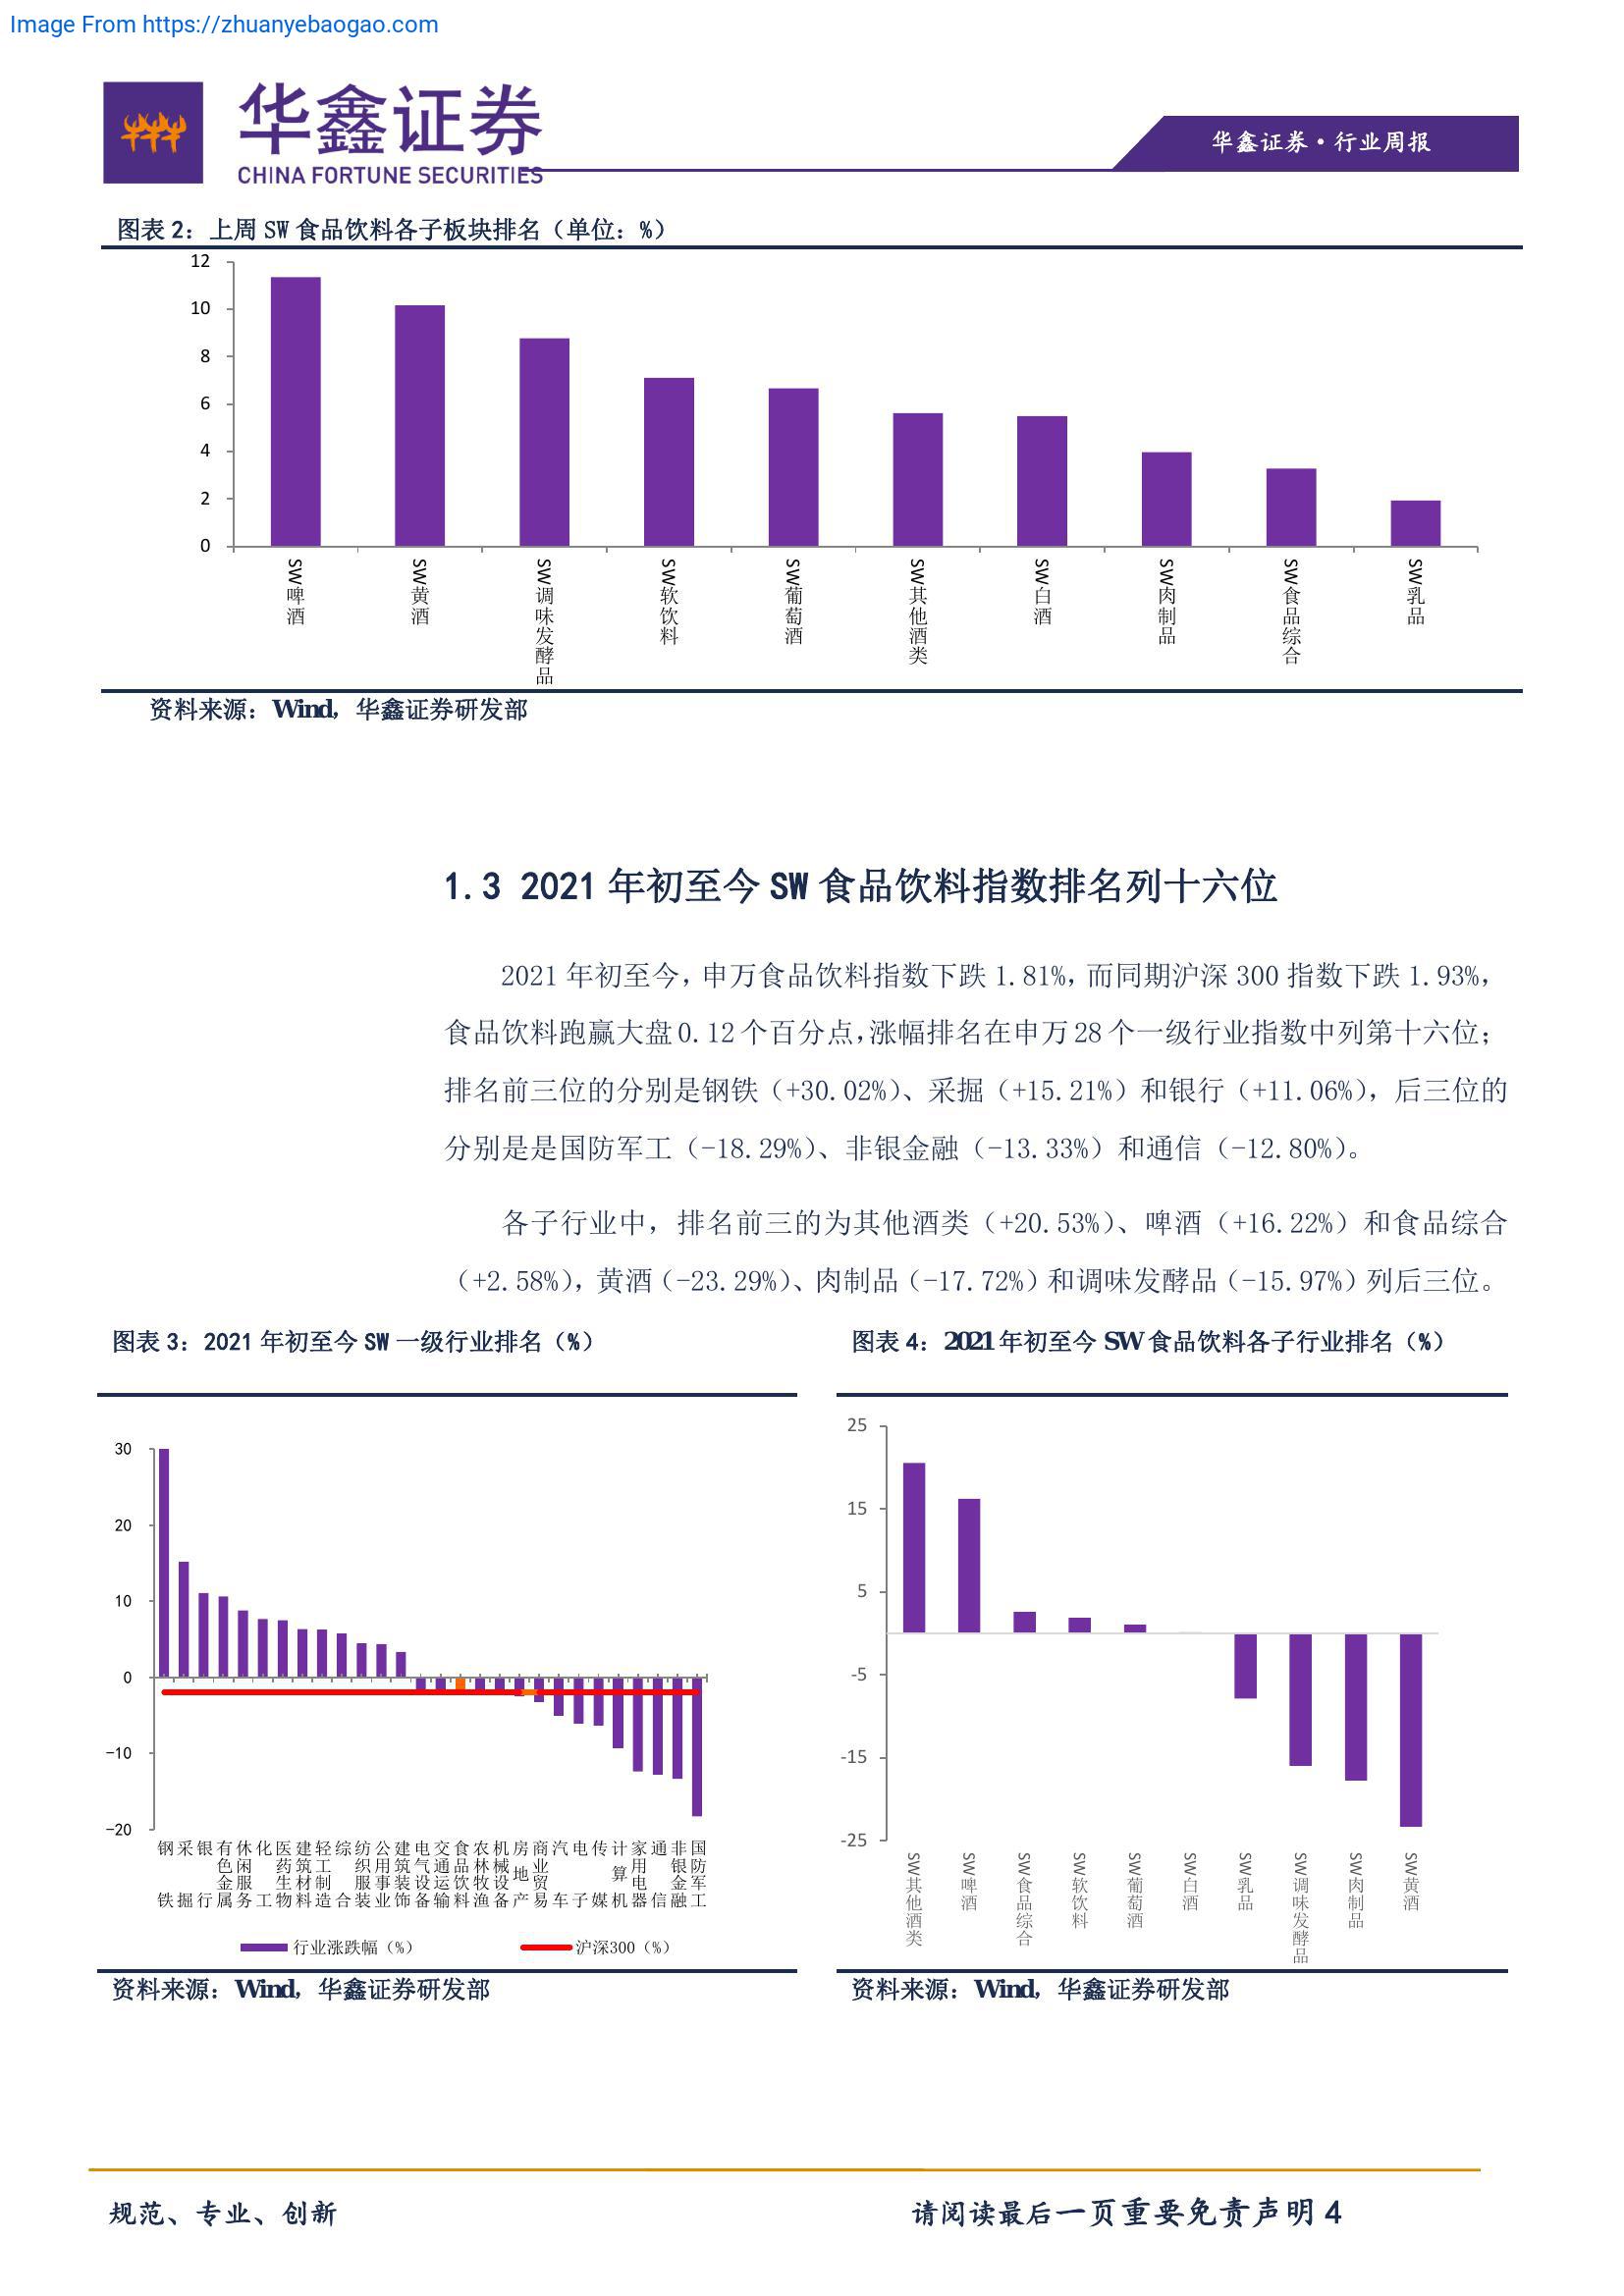 Image From https://zhuanyebaogao.com
华鑫证券
CHINA FORTUNE SECURITIES
华鑫证券·行业周报
图表 2：上周 SW 食品饮料各子板块排名（单位：%）
12
10
8
6
4
2
0
SW啤酒
SW黄酒
SW调味发酵品
SW软饮料
SW葡萄酒
SW其他酒类
SW白酒
SW肉制品
SW食品综合
SW乳品
资料来源：Wind，华鑫证券研发部
1.3 2021 年初至今 SW 食品饮料指数排名列十六位
2021 年初至今，申万食品饮料指数下跌 1.81%，而同期沪深 300 指数下跌 1.93%，
食品饮料跑赢大盘 0.12 个百分点，涨幅排名在申万 28 个一级行业指数中列第十六位；
排名前三位的分别是钢铁（+30.02%）、采掘（+15.21%）和银行（+11.06%），后三位的
分别是是国防军工（-18.29%）、非银金融（-13.33%）和通信（-12.80%）。
各子行业中，排名前三的为其他酒类（+20.53%）、啤酒（+16.22%）和食品综合
（+2.58%），黄酒（-23.29%）、肉制品（-17.72%）和调味发酵品（-15.97%）列后三位。
图表 3：2021 年初至今 SW 一级行业排名（%）
30
20
10
0
-10
-20
钢铁
采掘
银行
有色金属
休闲服务
化工
医药生物
建筑材料
轻工制造
综合
纺织服装
公用事业
建筑装饰
电气设备
交通运输
食品饮料
农林牧渔
机械设备
房地产
商业贸易
汽车
电子
传媒
计算机
家用电器
通信
非银金融
国防军工
行业涨跌幅（%）
沪深300（%）
资料来源：Wind，华鑫证券研发部
图表 4：2021 年初至今 SW 食品饮料各子行业排名（%）
25
15
5
-5
-15
-25
SW其他酒类
SW啤酒
SW食品综合
SW软饮料
SW葡萄酒
SW白酒
SW乳品
SW调味发酵品
SW肉制品
SW黄酒
资料来源：Wind，华鑫证券研发部
规范、专业、创新
请阅读最后一页重要免责声明 4